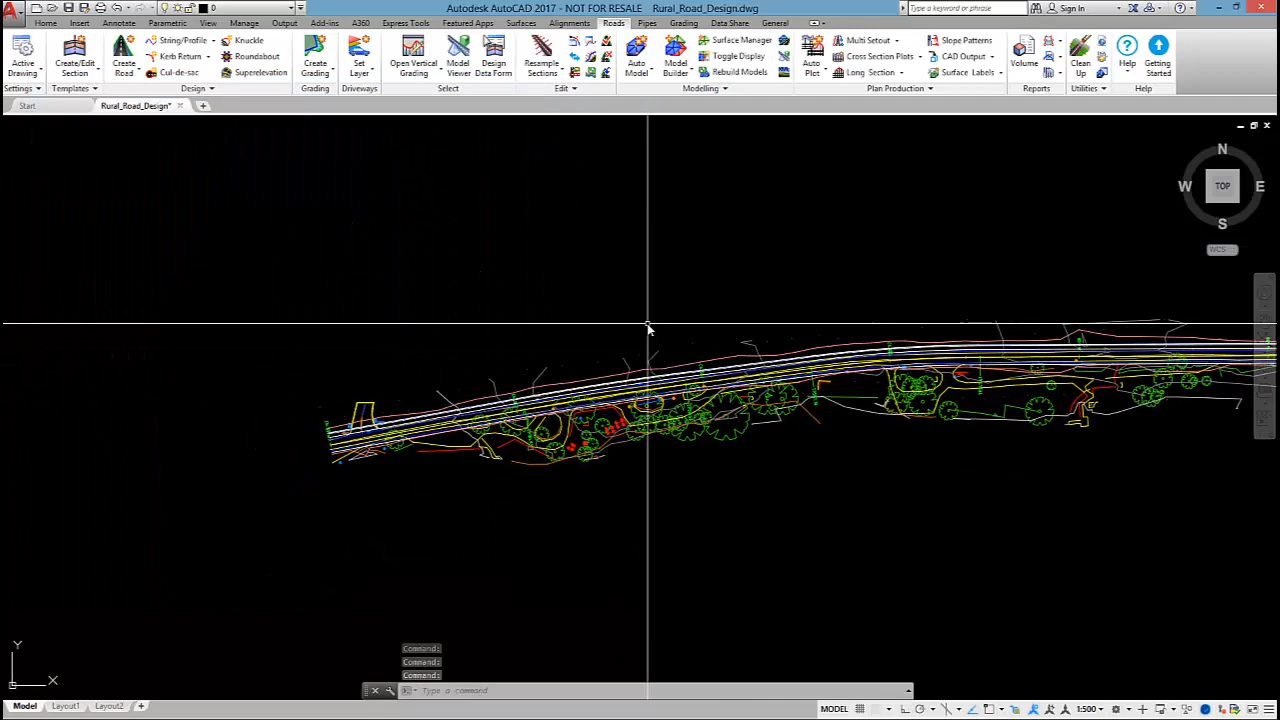 Autodesk AutoCAD 2017 - NOT FOR RESALE Rural_Road_Design.dwg
0
Type a keyword or phrase
Sign In
Home Insert Annotate Parametric View Manage Output Add-ins A360 Express Tools Featured Apps Surfaces Alignments Roads Pipes Grading Survey Design General
Active Drawing
Create/Edit Section
Create Road
String/Profile
Kerb Return
Cul-de-sac
Knuckle
Roundabout
Superelevation
Create Grading
Set Layer
Open Vertical Grading
Model Viewer
Design Data Form
Resample Sections
Auto Model
Model Builder
Surface Manager
Toggle Display
Rebuild Models
Auto Plot
Multi Setout
Cross Section Plots
Long Section
Slope Patterns
CAD Output
Surface Labels
Volume
Clean Up
Help
Getting Started
Settings Templates Design Grading Driveways Select Edit Modelling Plan Production Reports Utilities Help
Start Rural_Road_Design*
N
W TOP E
S
WCS
Y
X
Command:
Command:
Command:
Type a command
Model Layout1 Layout2
MODEL 1:500